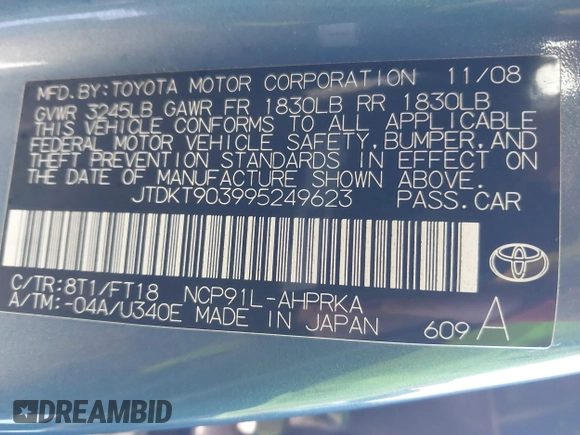 MFD. BY: TOYOTA MOTOR CORPORATION 11/08
GVWR 3245LB GAWR FR 1830LB RR 1830LB
THIS VEHICLE CONFORMS TO ALL APPLICABLE
FEDERAL MOTOR VEHICLE SAFETY, BUMPER, AND
THEFT PREVENTION STANDARDS IN EFFECT ON
THE DATE OF MANUFACTURE SHOWN ABOVE.
JTDKT903995249623 PASS. CAR
C/TR: 8T1/FT18 NCP91L-AHPRKA
A/TM: -04A/U340E MADE IN JAPAN
609 A
DREAMBID